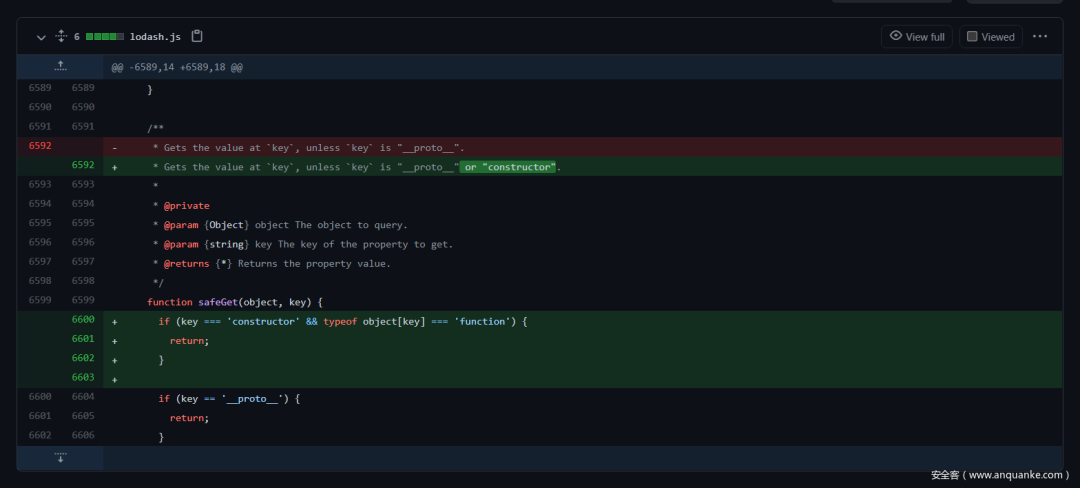 6 lodash.js View full Viewed
@@ -6589,14 +6589,18 @@
6589 6589 }
6590 6590
6591 6591 /**
6592 - * Gets the value at `key`, unless `key` is "__proto__".
6592 + * Gets the value at `key`, unless `key` is "__proto__" or "constructor".
6593 6593 *
6594 6594 * @private
6595 6595 * @param {Object} object The object to query.
6596 6596 * @param {string} key The key of the property to get.
6597 6597 * @returns {*} Returns the property value.
6598 6598 */
6599 6599 function safeGet(object, key) {
6600 + if (key === 'constructor' && typeof object[key] === 'function') {
6601 + return;
6602 + }
6603 +
6600 6604 if (key == '__proto__') {
6601 6605 return;
6602 6606 }
安全客（www.anquanke.com）